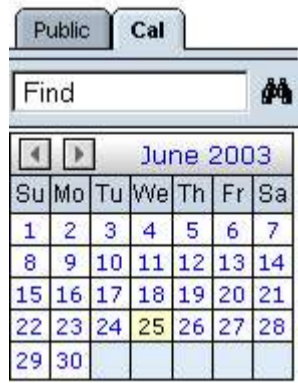 Public Cal
Find
June 2003
Su Mo Tu We Th Fr Sa
1 2 3 4 5 6 7
8 9 10 11 12 13 14
15 16 17 18 19 20 21
22 23 24 25 26 27 28
29 30